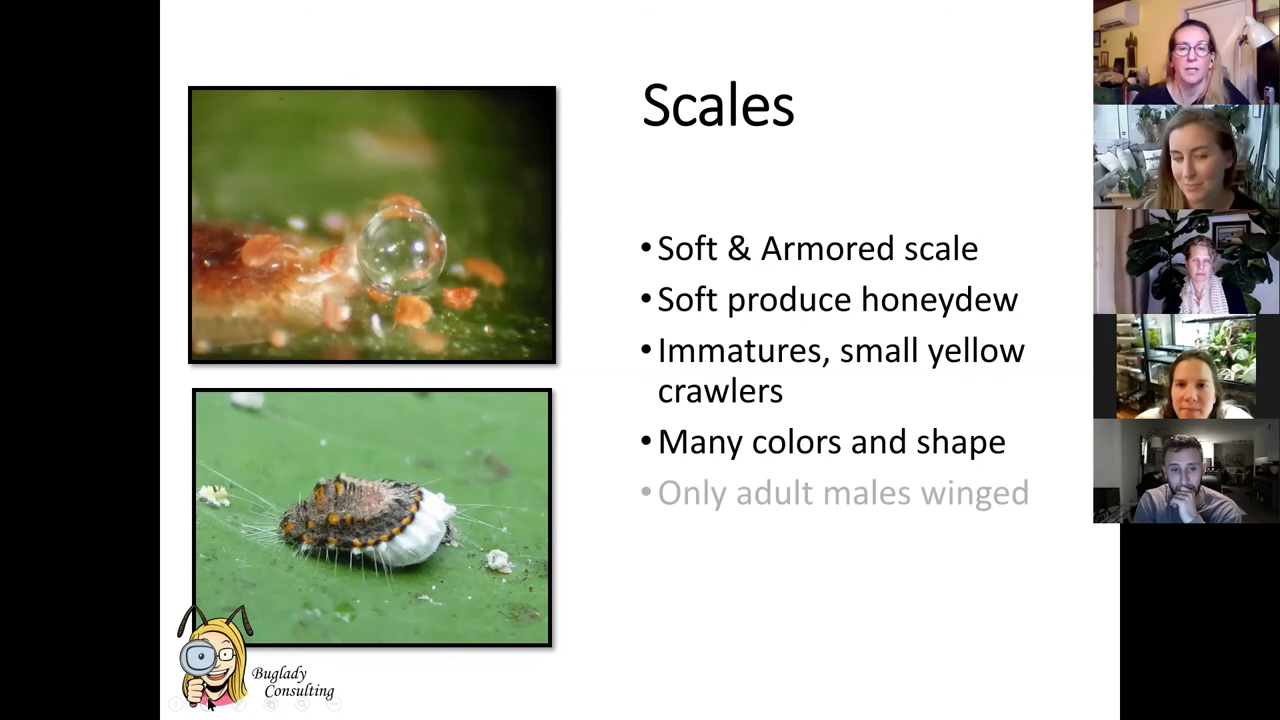 Scales
• Soft & Armored scale
• Soft produce honeydew
• Immatures, small yellow
crawlers
• Many colors and shape
• Only adult males winged
Buglady
Consulting